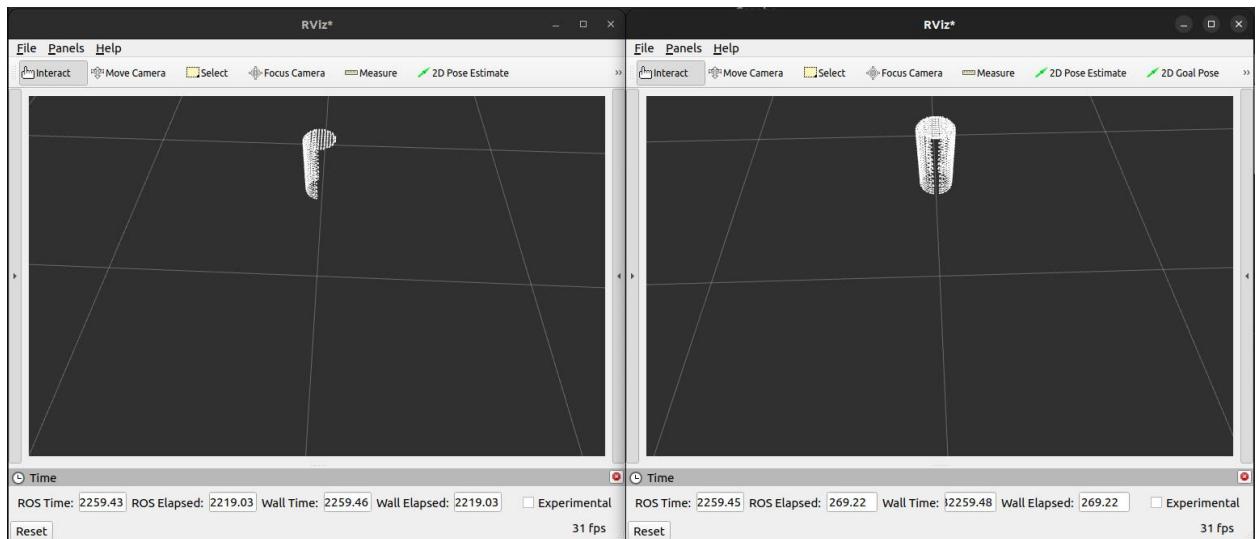 RViz*
File Panels Help
Interact Move Camera Select Focus Camera Measure 2D Pose Estimate »
Time
ROS Time: 2259.43 ROS Elapsed: 2219.03 Wall Time: 2259.46 Wall Elapsed: 2219.03 Experimental
Reset 31 fps
RViz*
File Panels Help
Interact Move Camera Select Focus Camera Measure 2D Pose Estimate 2D Goal Pose »
Time
ROS Time: 2259.45 ROS Elapsed: 269.22 Wall Time: Wall Elapsed: 269.22 Experimental
Reset 31 fps